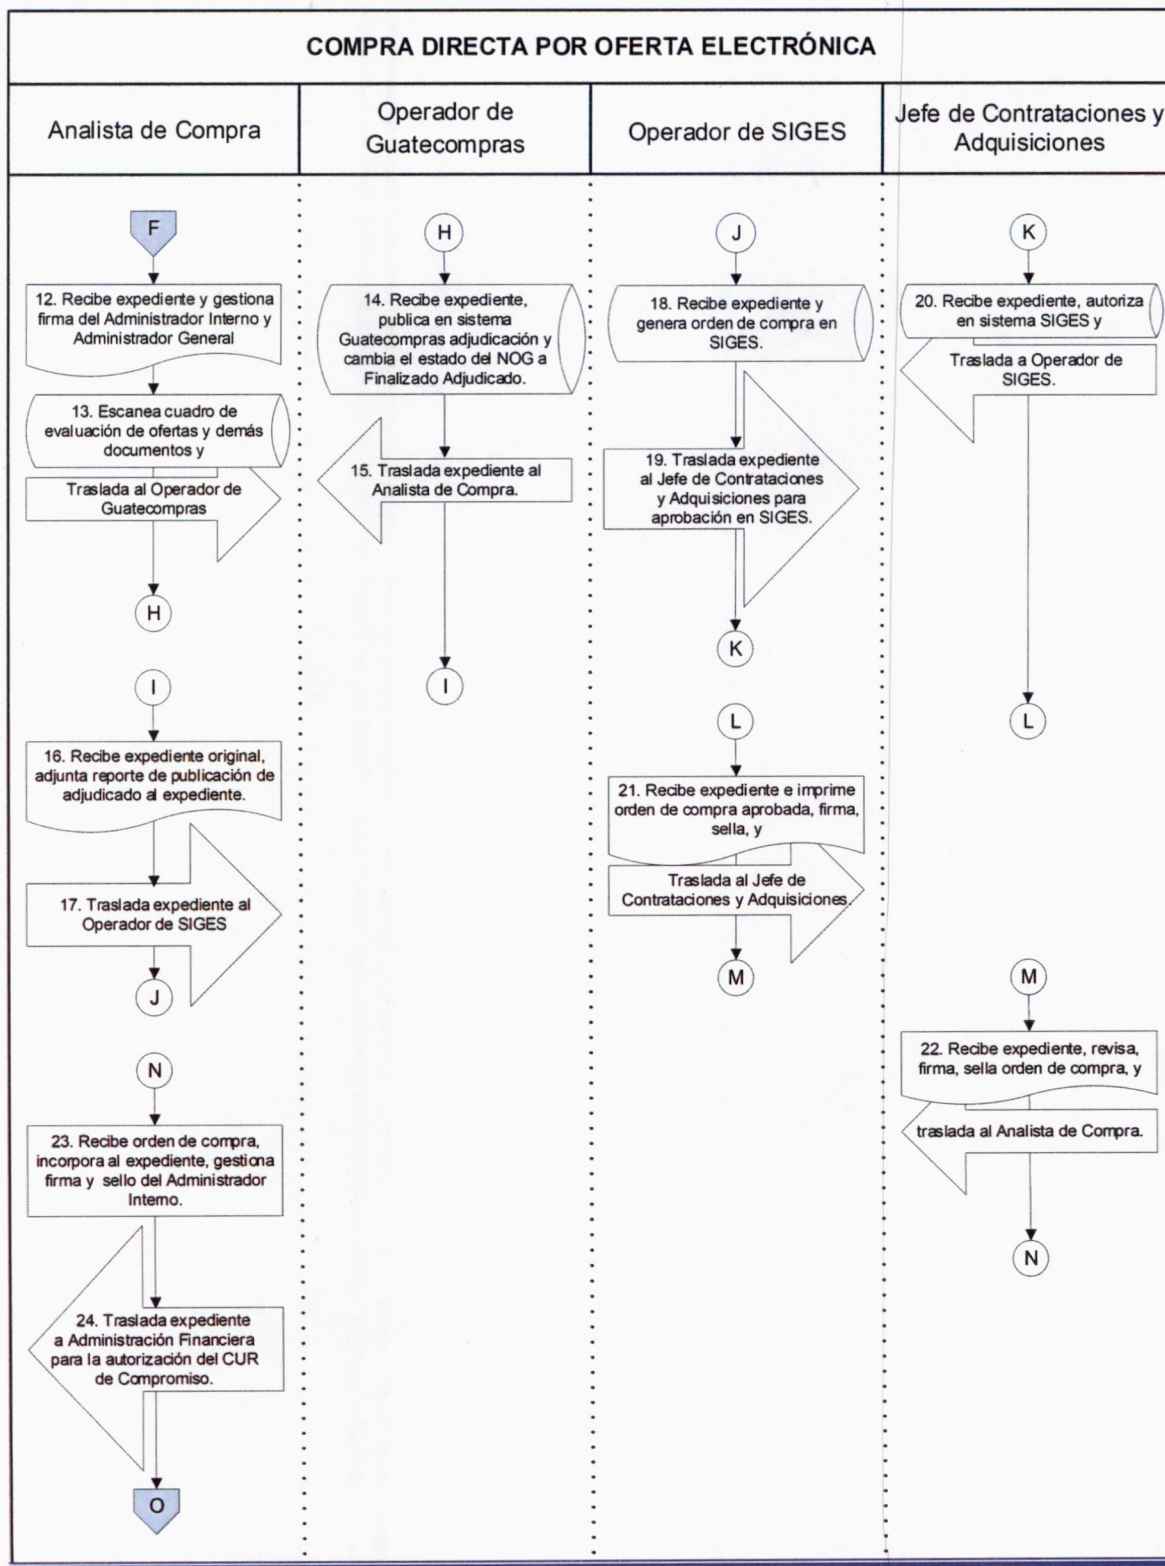 COMPRA DIRECTA POR OFERTA ELECTRÓNICA
Analista de Compra
Operador de
Guatecompras
Operador de SIGES
Jefe de Contrataciones y
Adquisiciones
F
12. Recibe expediente y gestiona
firma del Administrador Interno y
Administrador General
13. Escanea cuadro de
evaluación de ofertas y demás
documentos y
Traslada al Operador de
Guatecompras
H
I
16. Recibe expediente original,
adjunta reporte de publicación de
adjudicado al expediente.
17. Traslada expediente al
Operador de SIGES
J
N
23. Recibe orden de compra,
incorpora al expediente, gestiona
firma y sello del Administrador
Interno.
24. Traslada expediente
a Administración Financiera
para la autorización del CUR
de Compromiso.
O
H
14. Recibe expediente,
publica en sistema
Guatecompras adjudicación y
cambia el estado del NOG a
Finalizado Adjudicado.
15. Traslada expediente al
Analista de Compra.
I
J
18. Recibe expediente y
genera orden de compra en
SIGES.
19. Traslada expediente
al Jefe de Contrataciones
y Adquisiciones para
aprobación en SIGES.
K
L
21. Recibe expediente e imprime
orden de compra aprobada, firma,
sella, y
Traslada al Jefe de
Contrataciones y Adquisiciones.
M
K
20. Recibe expediente, autoriza
en sistema SIGES y
Traslada a Operador de
SIGES.
L
M
22. Recibe expediente, revisa,
firma, sella orden de compra, y
traslada al Analista de Compra.
N